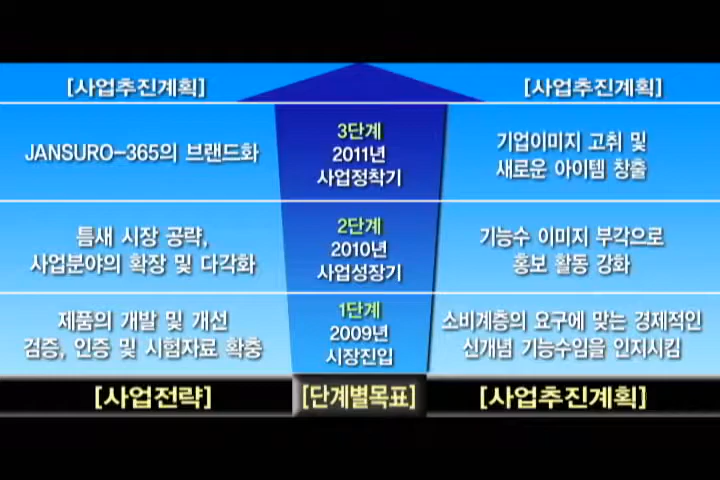 [사업추진계획]
[사업추진계획]
JANSURO-365의 브랜드화
3단계
2011년
사업정착기
기업이미지 고취 및
새로운 아이템 창출
틈새 시장 공략,
사업분야의 확장 및 다각화
2단계
2010년
사업성장기
기능수 이미지 부각으로
홍보 활동 강화
제품의 개발 및 개선
검증, 인증 및 시험자료 확충
1단계
2009년
시장진입
소비계층의 요구에 맞는 경제적인
신개념 기능수임을 인지시킴
[사업전략]
[단계별목표]
[사업추진계획]